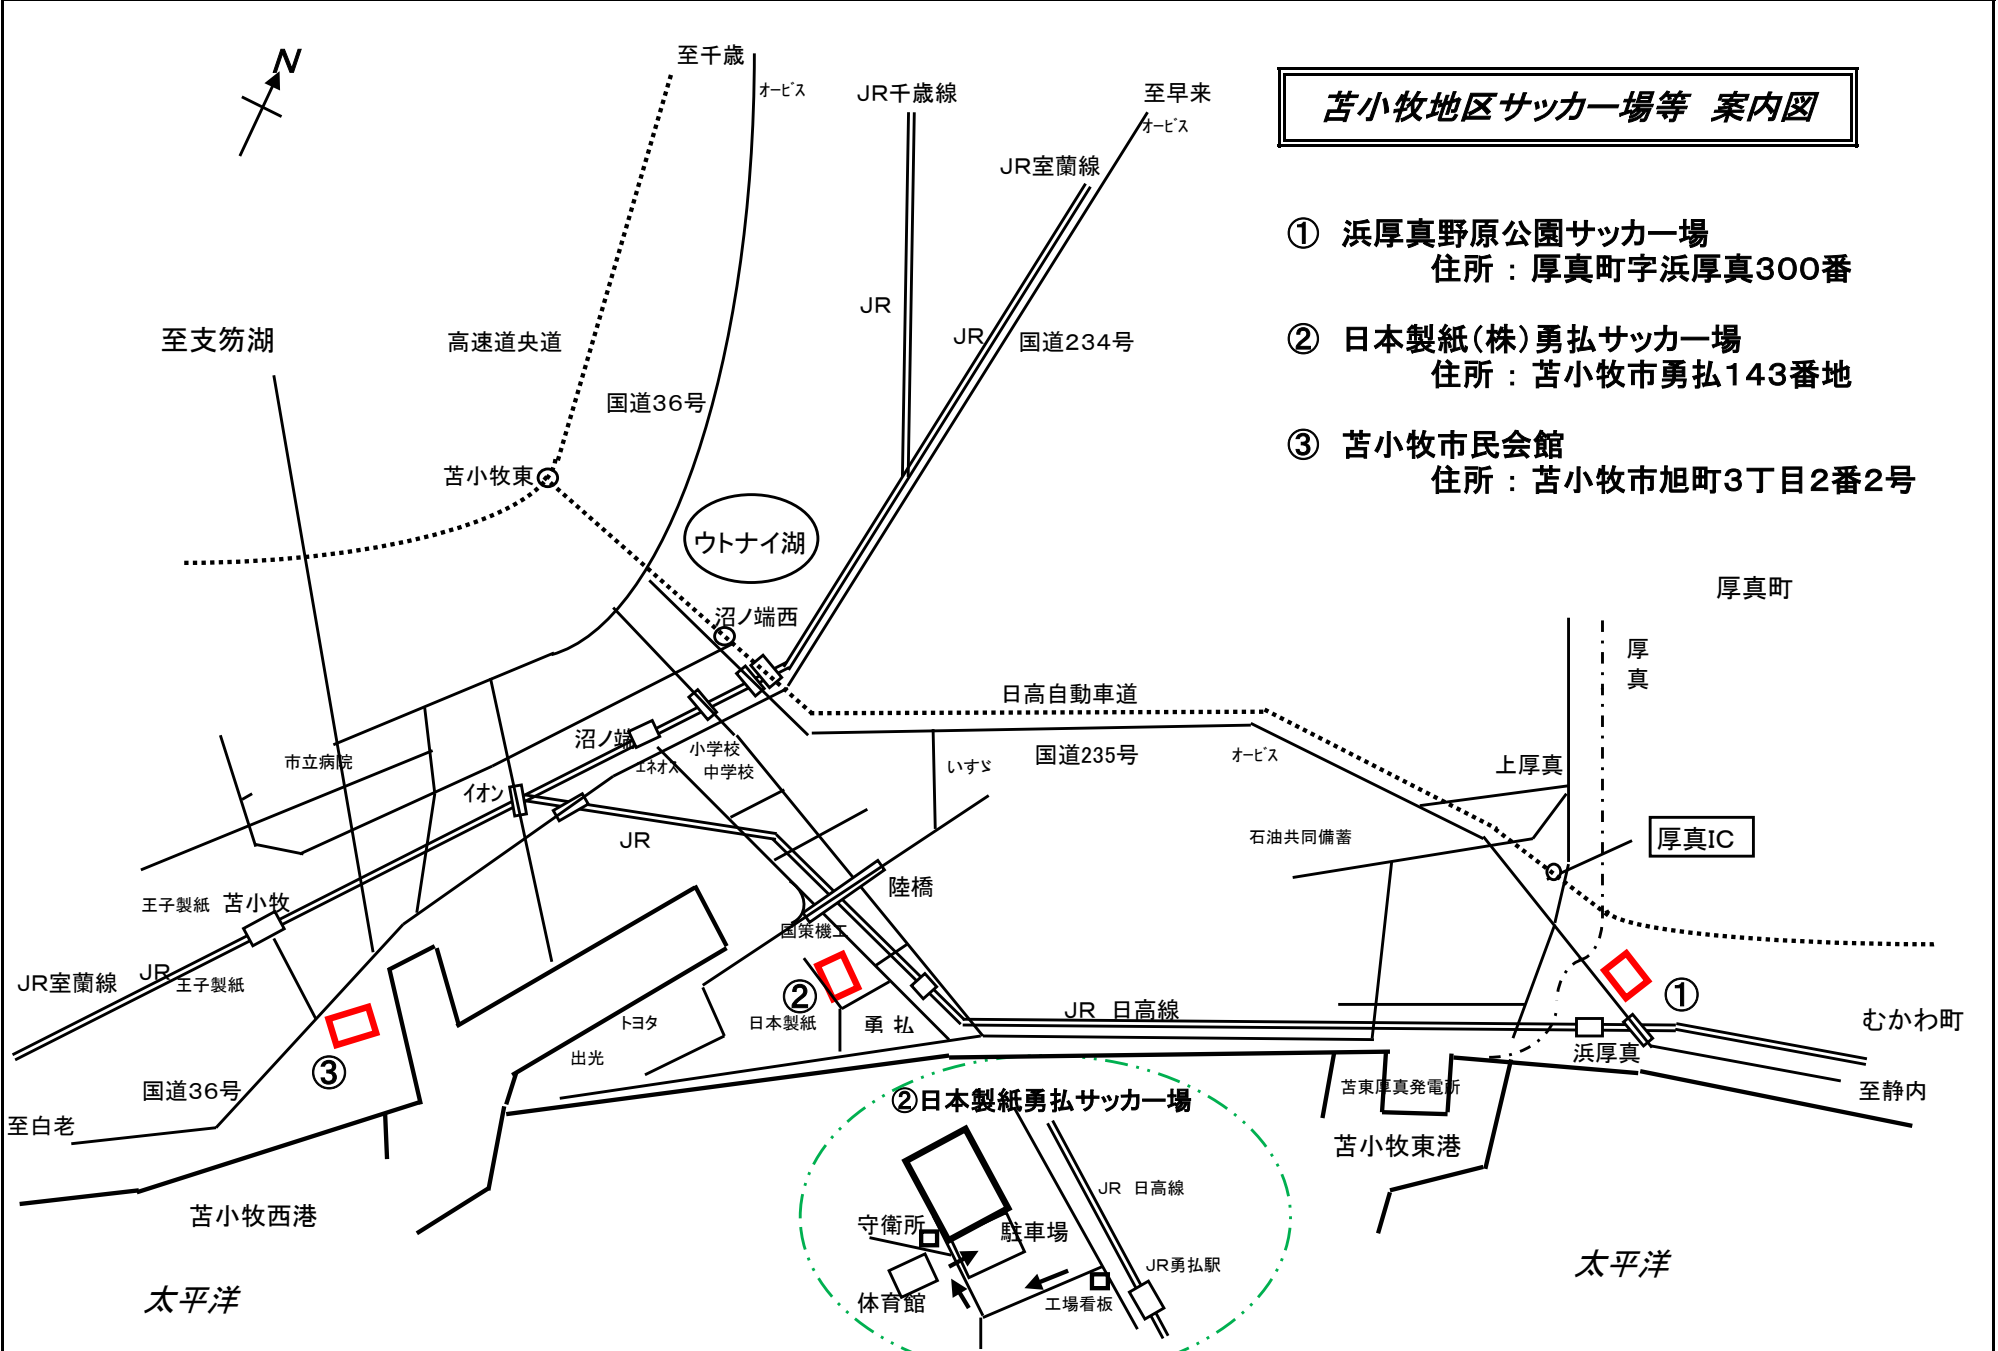 N
至千歳
オービス
JR千歳線
至早来
オービス
苫小牧地区サッカー場等　案内図
JR室蘭線
① 浜厚真野原公園サッカー場
住所 : 厚真町字浜厚真300番
JR
至支笏湖
高速道央道
JR
国道234号
② 日本製紙(株)勇払サッカー場
住所 : 苫小牧市勇払143番地
国道36号
③ 苫小牧市民会館
住所 : 苫小牧市旭町3丁目2番2号
苫小牧東
ウトナイ湖
厚真町
沼ノ端西
厚真
日高自動車道
沼ノ端
小学校
中学校
国道235号
オービス
市立病院
エネオス
いすゞ
上厚真
イオン
JR
石油共同備蓄
厚真IC
陸橋
王子製紙
苫小牧
国策機工
JR室蘭線
JR
王子製紙
②
①
トヨタ
日本製紙
勇 払
JR 日高線
むかわ町
出光
浜厚真
③
国道36号
苫東厚真発電所
至静内
至白老
②日本製紙勇払サッカー場
苫小牧東港
JR 日高線
苫小牧西港
守衛所
駐車場
JR勇払駅
太平洋
太平洋
体育館
工場看板